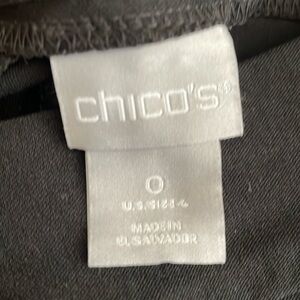 chico's
0
U.S. SIZE 4
MADE IN
EL SALVADOR